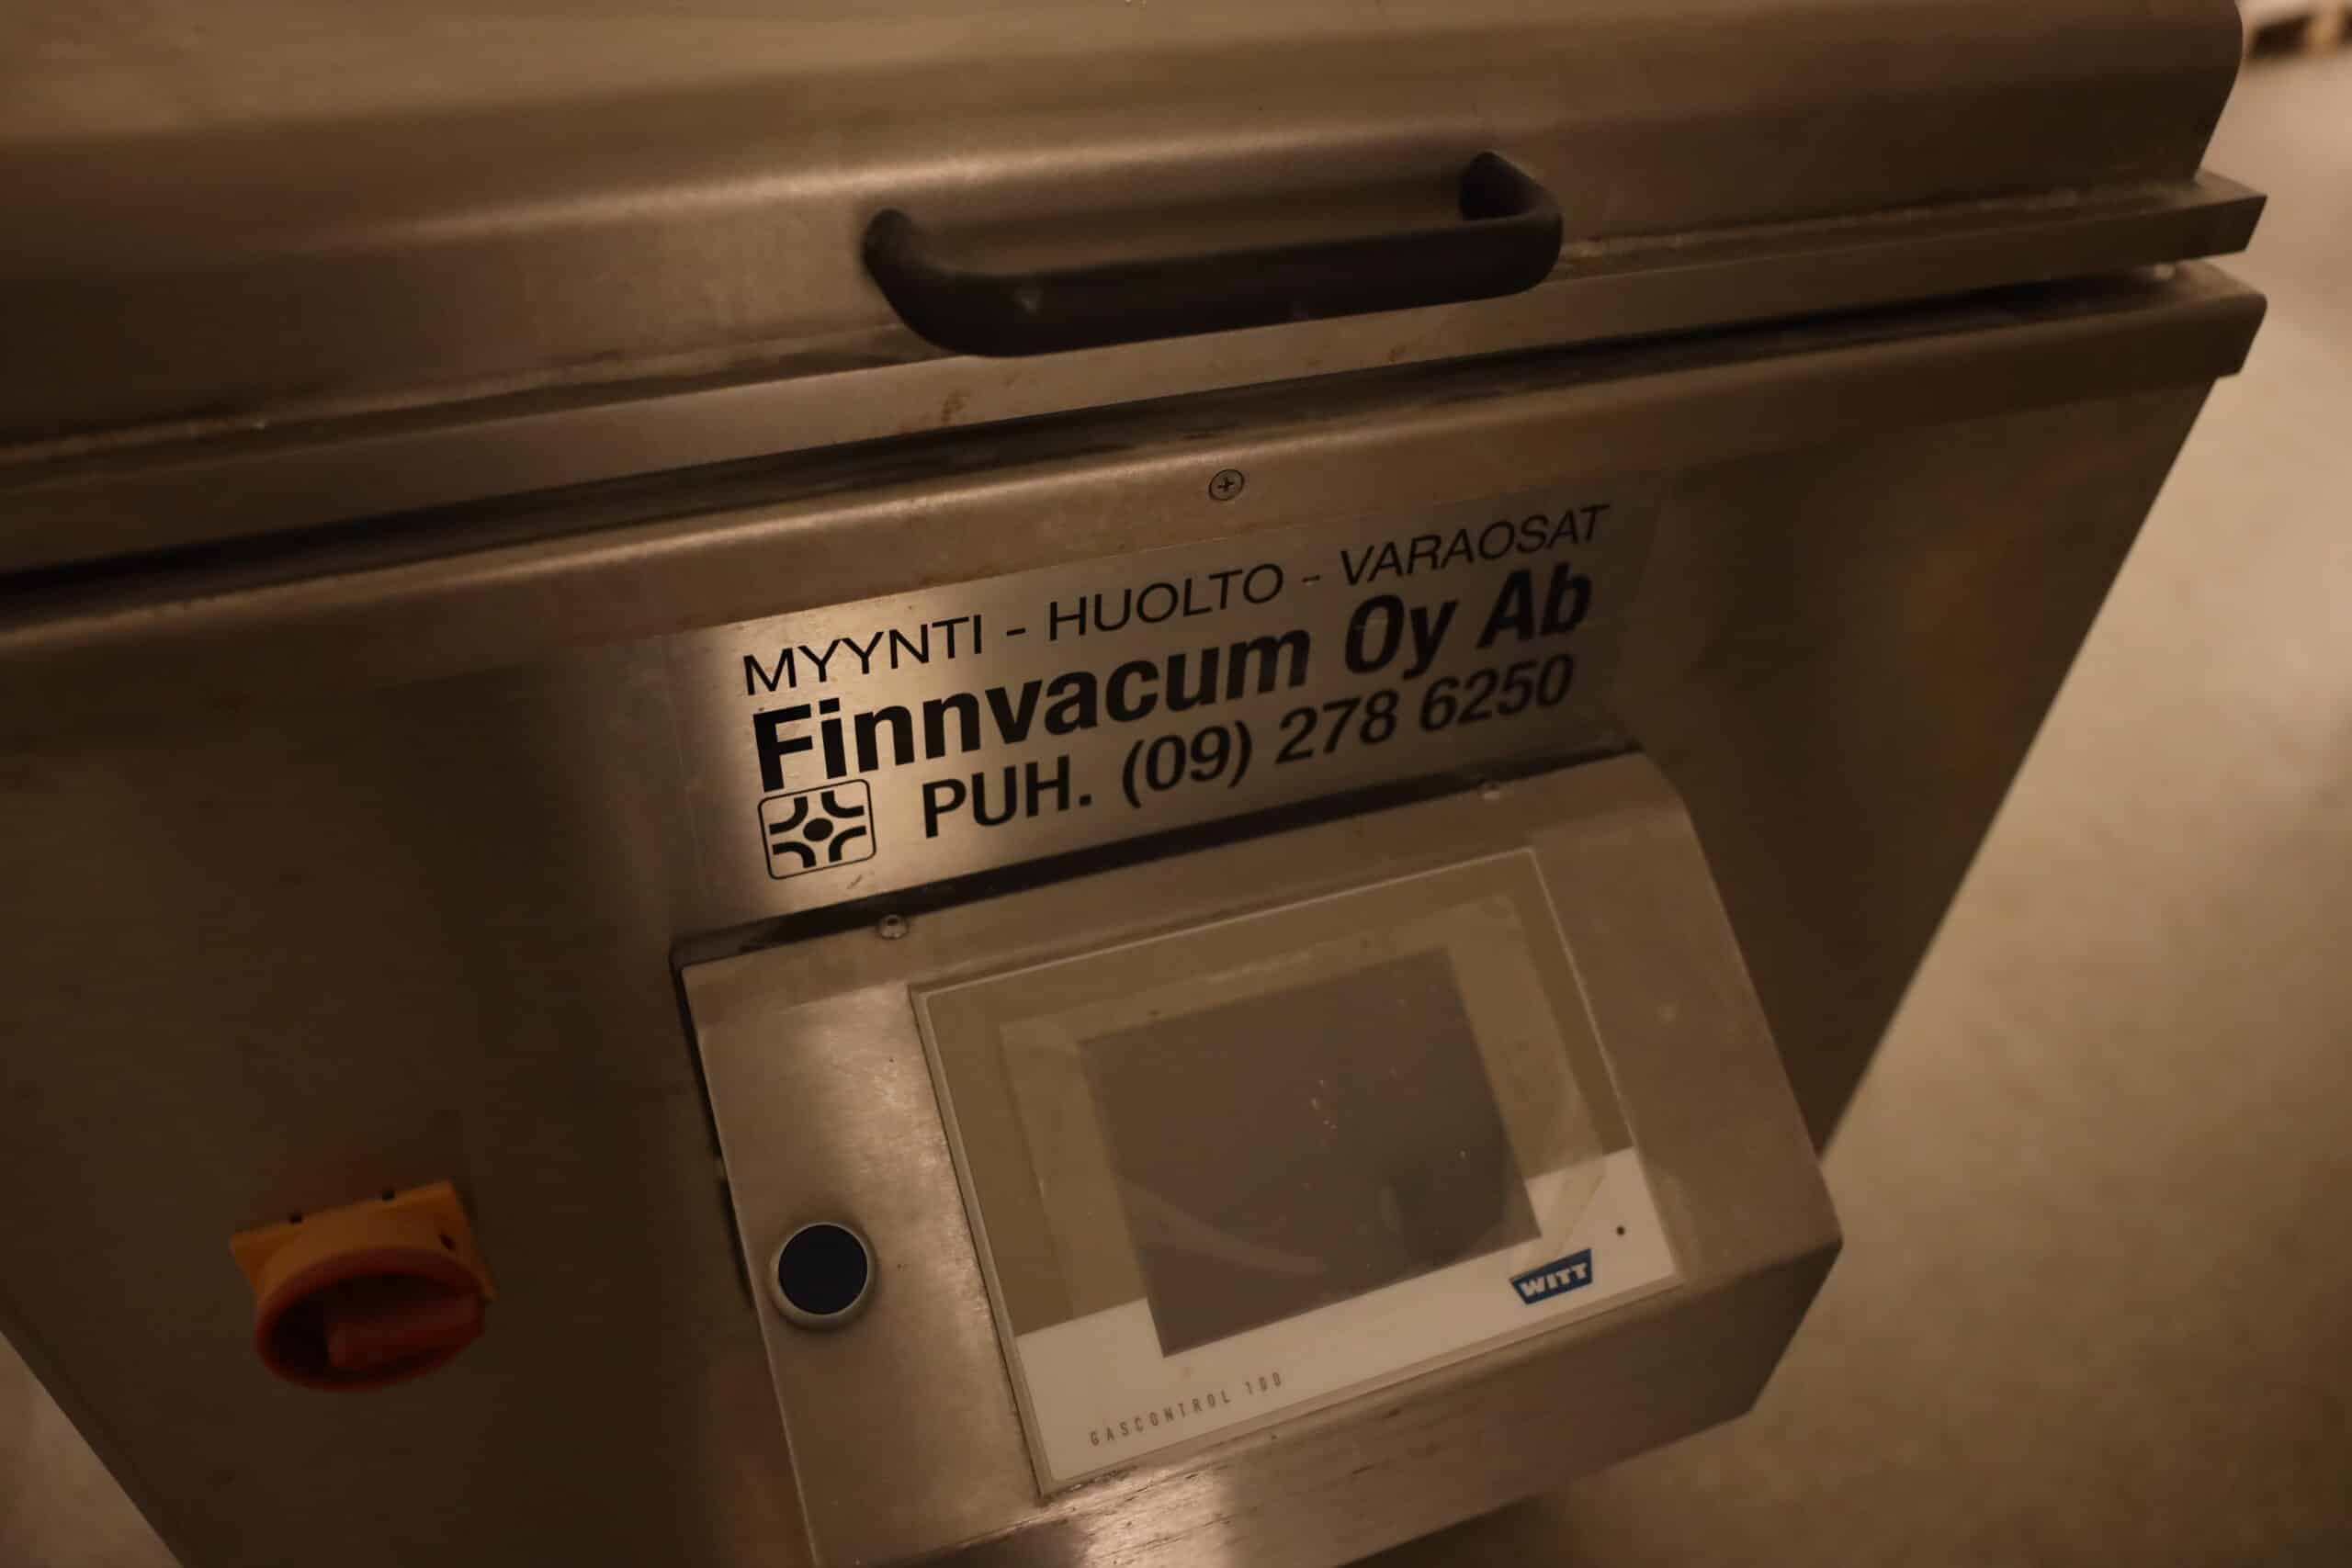 MYYNTI - HUOLTO - VARAOSAT
Finnvacum Oy Ab
PUH. (09) 278 6250
WITT
GASCONTROL 100